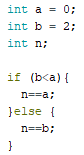 int a = 0;
int b = 2;
int n;
if (b<a){
n==a;
}else {
n==b;
}